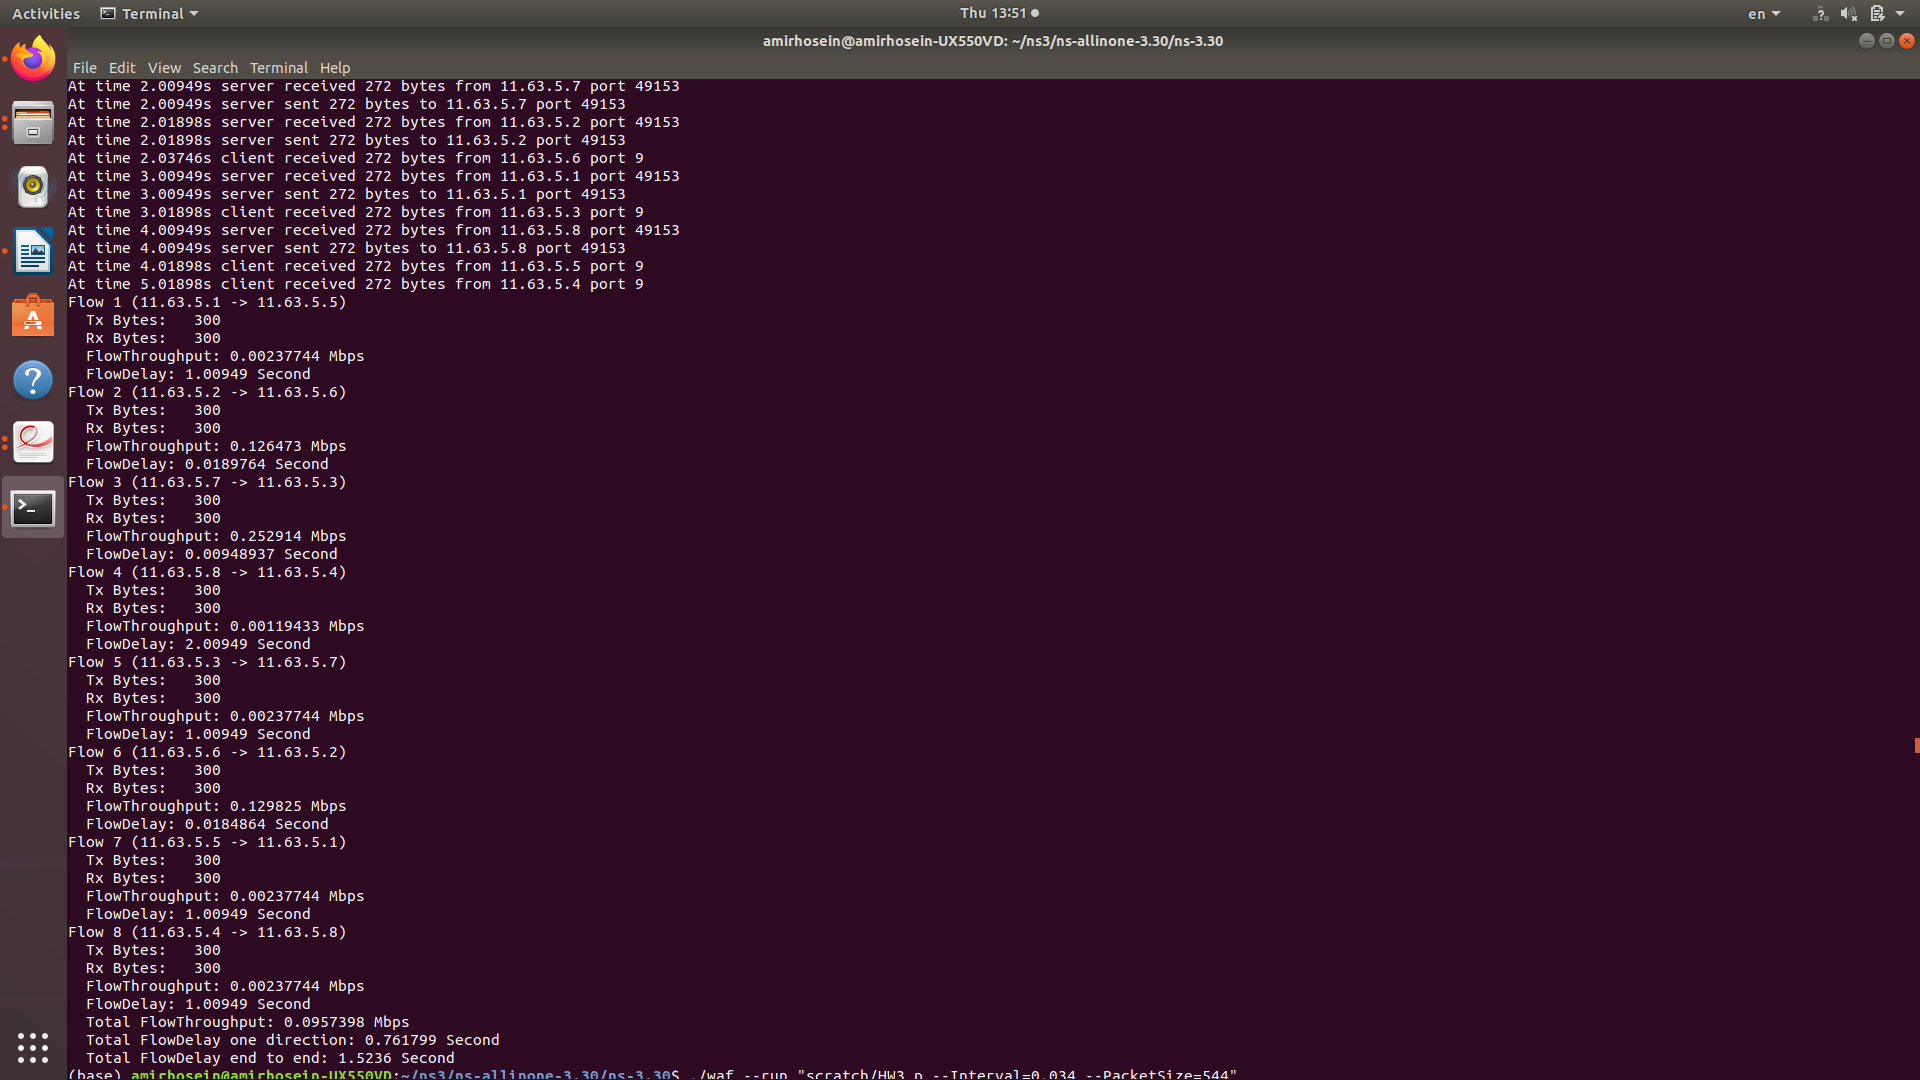 Activities Terminal Thu 13:51 en
amirhosein@amirhosein-UX550VD: ~/ns3/ns-allinone-3.30/ns-3.30
File Edit View Search Terminal Help
At time 2.00949s server received 272 bytes from 11.63.5.7 port 49153
At time 2.00949s server sent 272 bytes to 11.63.5.7 port 49153
At time 2.01898s server received 272 bytes from 11.63.5.2 port 49153
At time 2.01898s server sent 272 bytes to 11.63.5.2 port 49153
At time 2.03746s client received 272 bytes from 11.63.5.6 port 9
At time 3.00949s server received 272 bytes from 11.63.5.1 port 49153
At time 3.00949s server sent 272 bytes to 11.63.5.1 port 49153
At time 3.01898s client received 272 bytes from 11.63.5.3 port 9
At time 4.00949s server received 272 bytes from 11.63.5.8 port 49153
At time 4.00949s server sent 272 bytes to 11.63.5.8 port 49153
At time 4.01898s client received 272 bytes from 11.63.5.5 port 9
At time 5.01898s client received 272 bytes from 11.63.5.4 port 9
Flow 1 (11.63.5.1 -> 11.63.5.5)
Tx Bytes: 300
Rx Bytes: 300
FlowThroughput: 0.00237744 Mbps
FlowDelay: 1.00949 Second
Flow 2 (11.63.5.2 -> 11.63.5.6)
Tx Bytes: 300
Rx Bytes: 300
FlowThroughput: 0.126473 Mbps
FlowDelay: 0.0189764 Second
Flow 3 (11.63.5.7 -> 11.63.5.3)
Tx Bytes: 300
Rx Bytes: 300
FlowThroughput: 0.252914 Mbps
FlowDelay: 0.00948937 Second
Flow 4 (11.63.5.8 -> 11.63.5.4)
Tx Bytes: 300
Rx Bytes: 300
FlowThroughput: 0.00119433 Mbps
FlowDelay: 2.00949 Second
Flow 5 (11.63.5.3 -> 11.63.5.7)
Tx Bytes: 300
Rx Bytes: 300
FlowThroughput: 0.00237744 Mbps
FlowDelay: 1.00949 Second
Flow 6 (11.63.5.6 -> 11.63.5.2)
Tx Bytes: 300
Rx Bytes: 300
FlowThroughput: 0.129825 Mbps
FlowDelay: 0.0184864 Second
Flow 7 (11.63.5.5 -> 11.63.5.1)
Tx Bytes: 300
Rx Bytes: 300
FlowThroughput: 0.00237744 Mbps
FlowDelay: 1.00949 Second
Flow 8 (11.63.5.4 -> 11.63.5.8)
Tx Bytes: 300
Rx Bytes: 300
FlowThroughput: 0.00237744 Mbps
FlowDelay: 1.00949 Second
Total FlowThroughput: 0.0957398 Mbps
Total FlowDelay one direction: 0.761799 Second
Total FlowDelay end to end: 1.5236 Second
(base) amirhosein@amirhosein-UX550VD:~/ns3/ns-allinone-3.30/ns-3.30$ ./waf --run "scratch/HW3_p --Interval=0.034 --PacketSize=544"